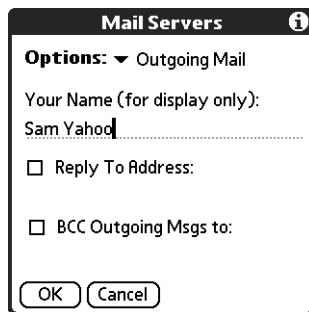 Mail Servers
Options: Outgoing Mail
Your Name (for display only):
Sam Yahoo
Reply To Address:
BCC Outgoing Msgs to:
OK Cancel